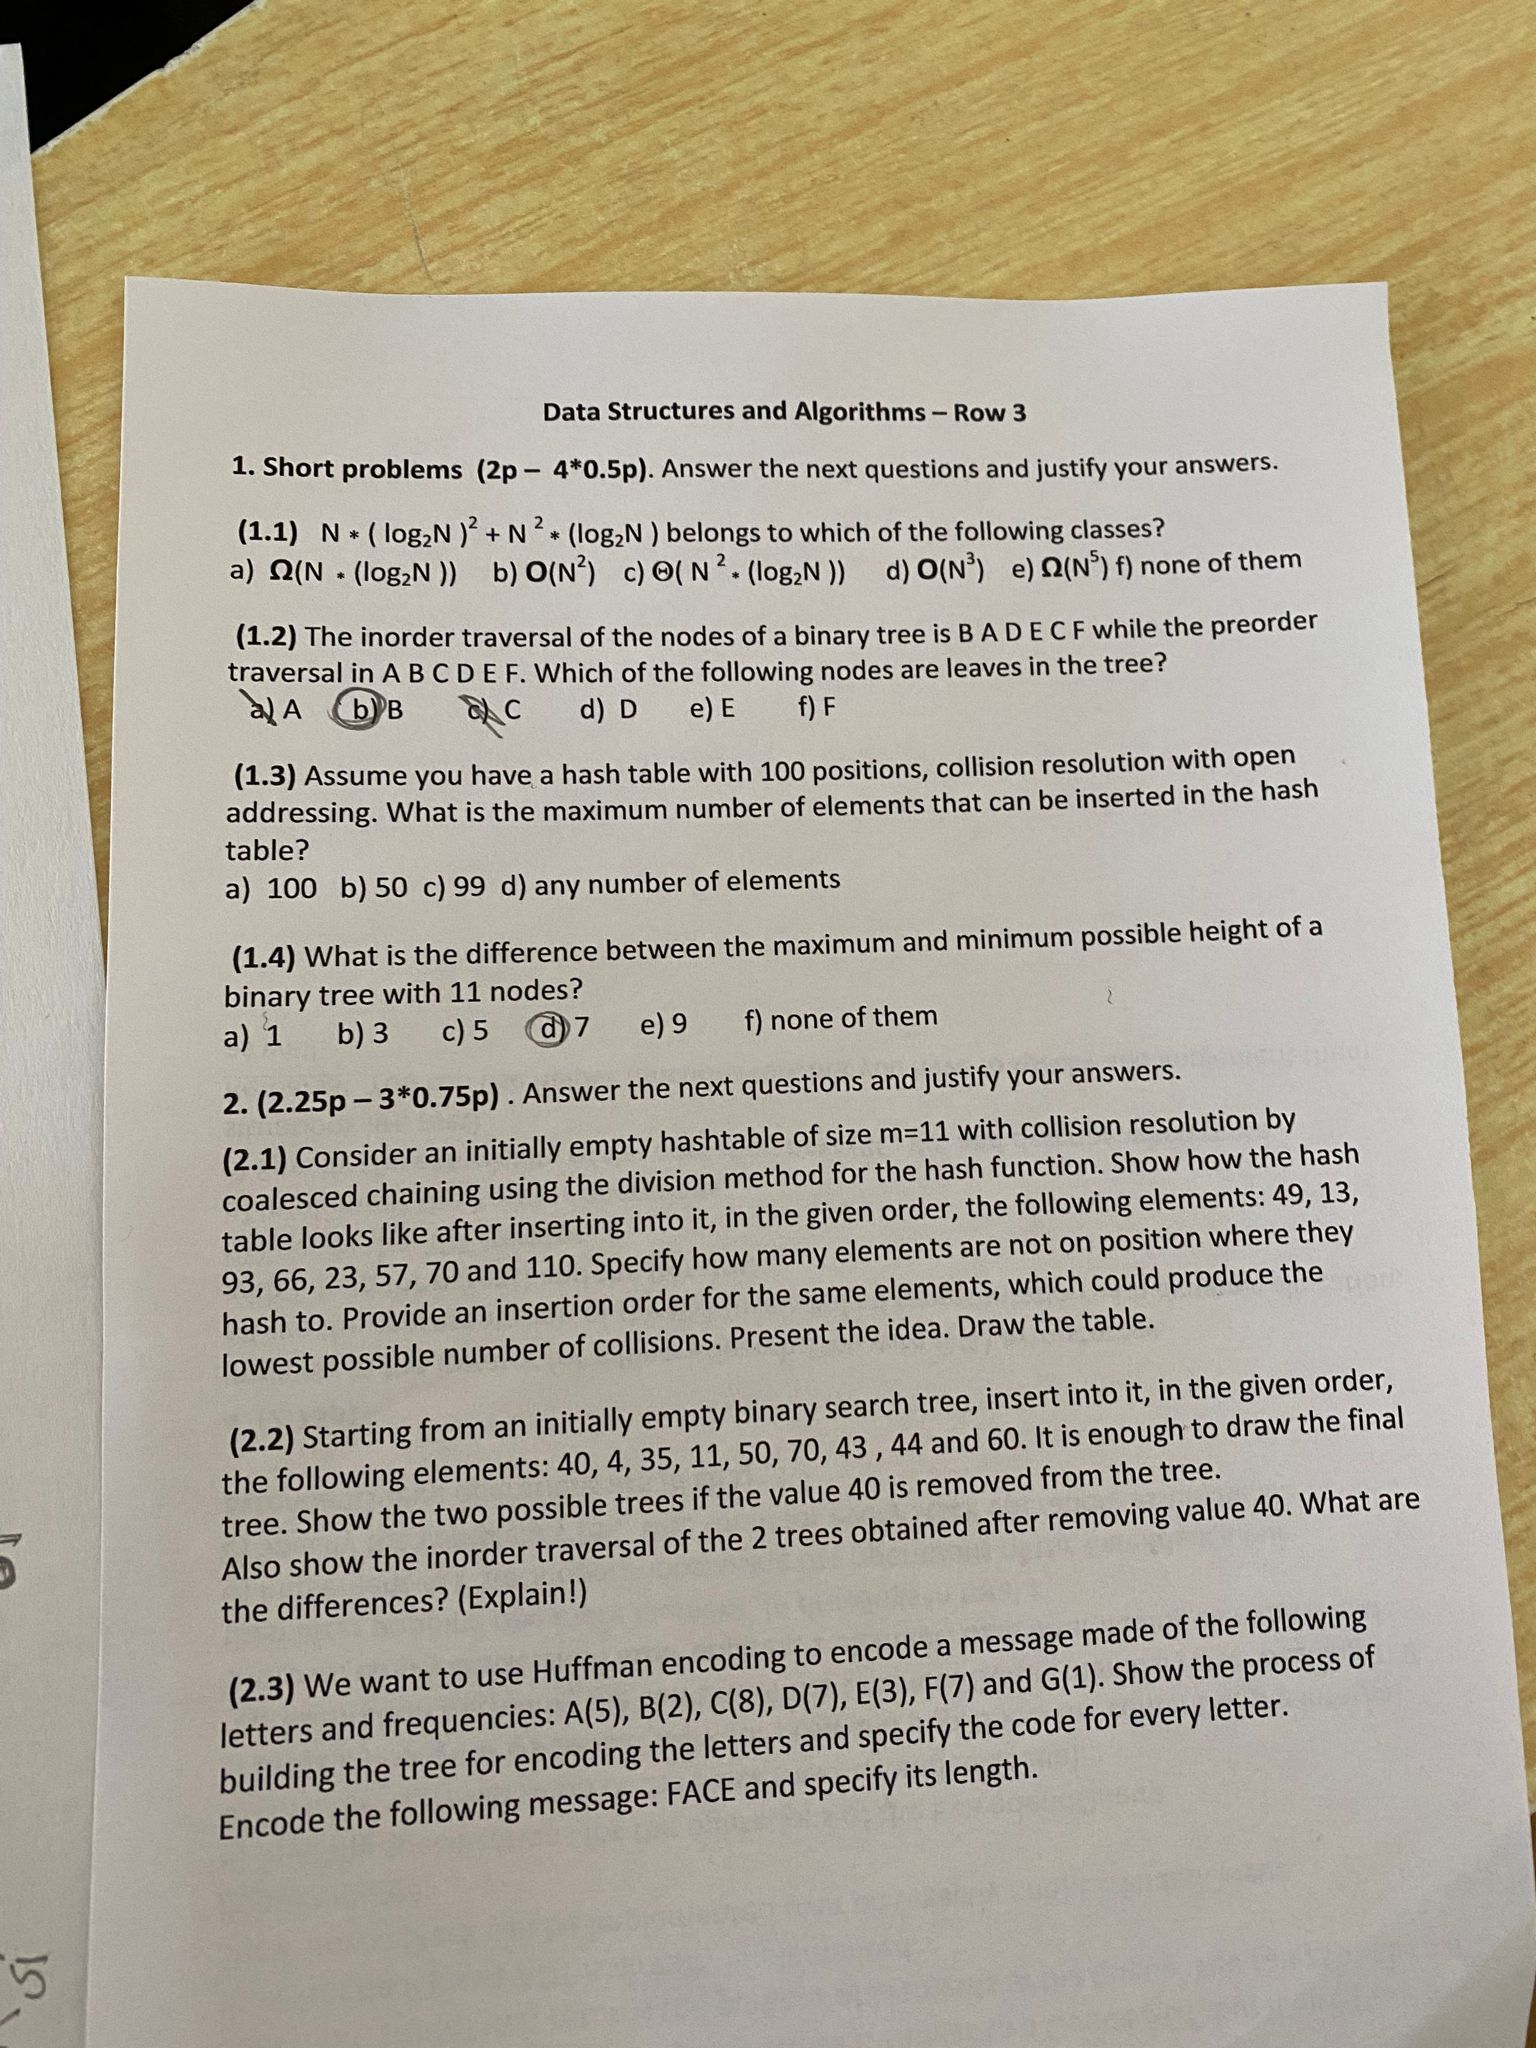 Data Structures and Algorithms – Row 3
1. Short problems (2p – 4*0.5p). Answer the next questions and justify your answers.
(1.1) N * ( log₂N )² + N ² * (log₂N ) belongs to which of the following classes?
a) Ω(N * (log₂N )) b) O(N²) c) Θ( N ² * (log₂N )) d) O(N³) e) Ω(N⁵) f) none of them
(1.2) The inorder traversal of the nodes of a binary tree is B A D E C F while the preorder
traversal in A B C D E F. Which of the following nodes are leaves in the tree?
a) A b) B c) C d) D e) E f) F
(1.3) Assume you have a hash table with 100 positions, collision resolution with open
addressing. What is the maximum number of elements that can be inserted in the hash
table?
a) 100 b) 50 c) 99 d) any number of elements
(1.4) What is the difference between the maximum and minimum possible height of a
binary tree with 11 nodes?
a) 1 b) 3 c) 5 d) 7 e) 9 f) none of them
2. (2.25p – 3*0.75p) . Answer the next questions and justify your answers.
(2.1) Consider an initially empty hashtable of size m=11 with collision resolution by
coalesced chaining using the division method for the hash function. Show how the hash
table looks like after inserting into it, in the given order, the following elements: 49, 13,
93, 66, 23, 57, 70 and 110. Specify how many elements are not on position where they
hash to. Provide an insertion order for the same elements, which could produce the
lowest possible number of collisions. Present the idea. Draw the table.
(2.2) Starting from an initially empty binary search tree, insert into it, in the given order,
the following elements: 40, 4, 35, 11, 50, 70, 43 , 44 and 60. It is enough to draw the final
tree. Show the two possible trees if the value 40 is removed from the tree.
Also show the inorder traversal of the 2 trees obtained after removing value 40. What are
the differences? (Explain!)
(2.3) We want to use Huffman encoding to encode a message made of the following
letters and frequencies: A(5), B(2), C(8), D(7), E(3), F(7) and G(1). Show the process of
building the tree for encoding the letters and specify the code for every letter.
Encode the following message: FACE and specify its length.